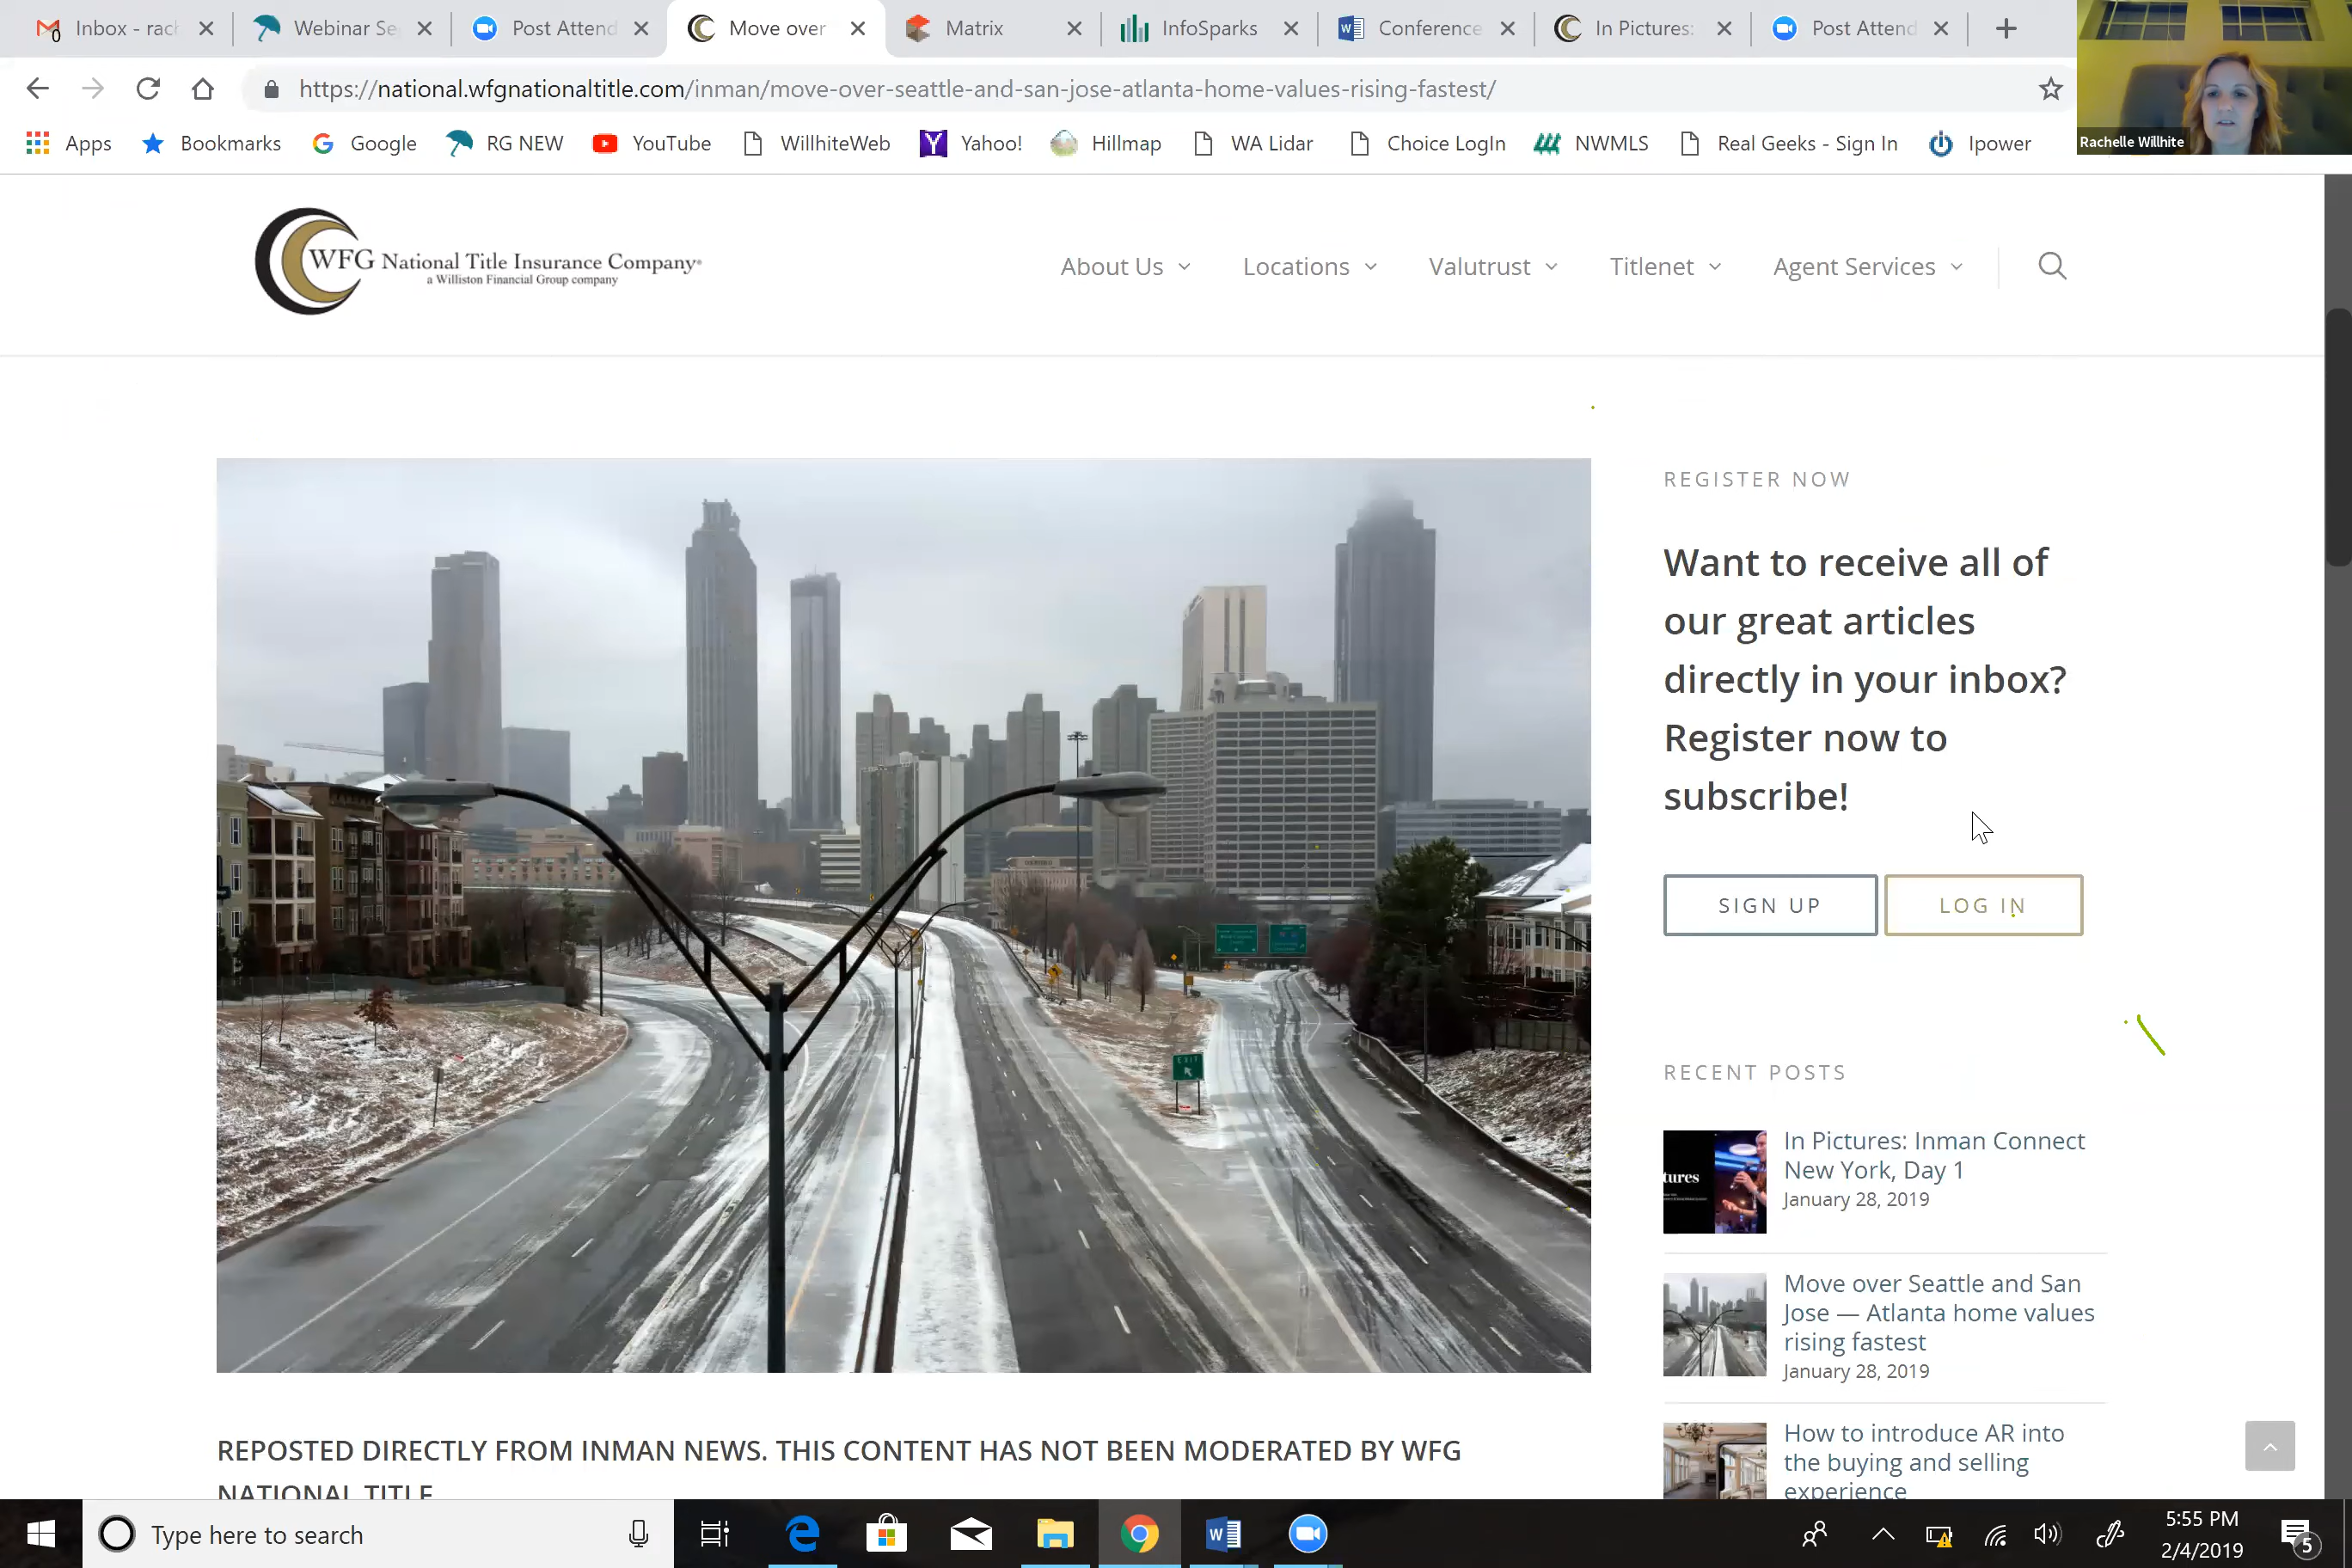 Inbox - rac
Webinar Se
Post Attend
Move over
Matrix
InfoSparks
Conference
In Pictures:
Post Attend
https://national.wfgnationaltitle.com/inman/move-over-seattle-and-san-jose-atlanta-home-values-rising-fastest/
Apps
Bookmarks
Google
RG NEW
YouTube
WillhiteWeb
Yahoo!
Hillmap
WA Lidar
Choice LogIn
NWMLS
Real Geeks - Sign In
Ipower
Rachelle Willhite
WFG National Title Insurance Company®
a Williston Financial Group company
About Us
Locations
Valutrust
Titlenet
Agent Services
REGISTER NOW
Want to receive all of
our great articles
directly in your inbox?
Register now to
subscribe!
SIGN UP
LOG IN
EXIT
RECENT POSTS
tures
In Pictures: Inman Connect
New York, Day 1
January 28, 2019
Move over Seattle and San
Jose — Atlanta home values
rising fastest
January 28, 2019
How to introduce AR into
the buying and selling
experience
REPOSTED DIRECTLY FROM INMAN NEWS. THIS CONTENT HAS NOT BEEN MODERATED BY WFG
NATIONAL TITLE
Type here to search
5:55 PM
2/4/2019
5